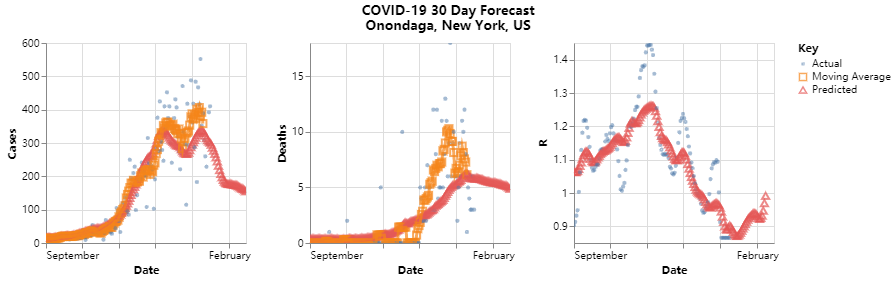 COVID-19 30 Day Forecast
Onondaga, New York, US
600
500
400
300
200
100
0
Cases
September
February
Date
15
10
5
0
Deaths
September
February
Date
1.4
1.3
1.2
1.1
1
0.9
R
September
February
Date
Key
Actual
Moving Average
Predicted